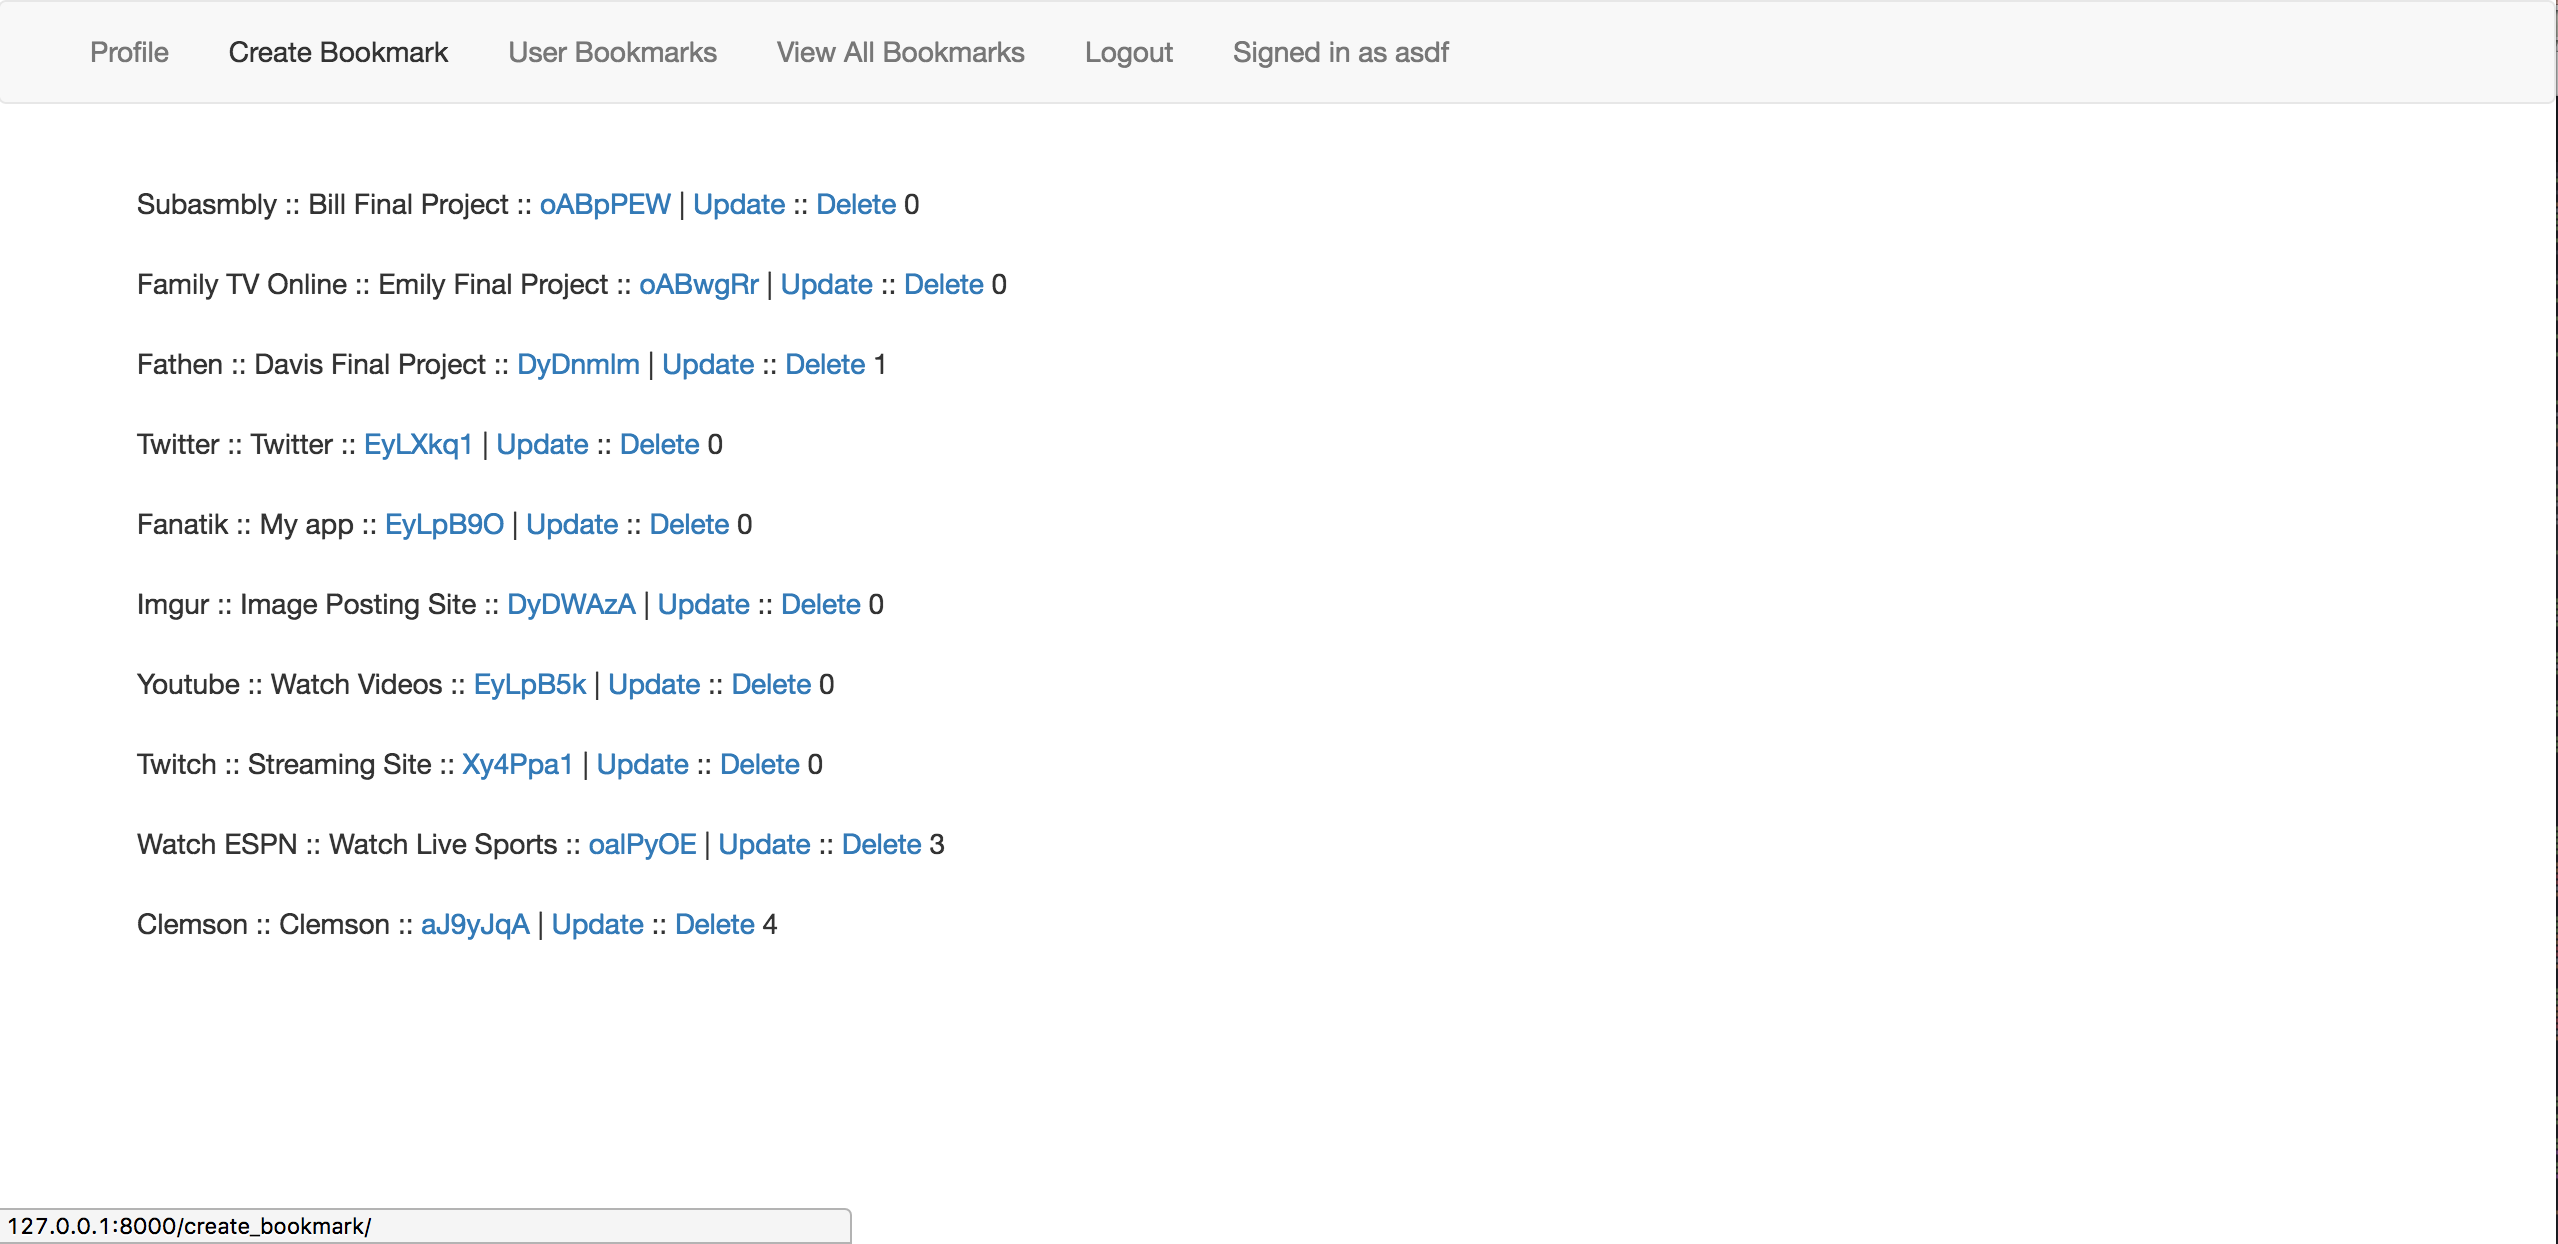 Profile Create Bookmark User Bookmarks View All Bookmarks Logout Signed in as asdf
Subasmbly :: Bill Final Project :: oABpPEW | Update :: Delete 0
Family TV Online :: Emily Final Project :: oABwgRr | Update :: Delete 0
Fathen :: Davis Final Project :: DyDnmlm | Update :: Delete 1
Twitter :: Twitter :: EyLXkq1 | Update :: Delete 0
Fanatik :: My app :: EyLpB9O | Update :: Delete 0
Imgur :: Image Posting Site :: DyDWAzA | Update :: Delete 0
Youtube :: Watch Videos :: EyLpB5k | Update :: Delete 0
Twitch :: Streaming Site :: Xy4Ppa1 | Update :: Delete 0
Watch ESPN :: Watch Live Sports :: oalPyOE | Update :: Delete 3
Clemson :: Clemson :: aJ9yJqA | Update :: Delete 4
127.0.0.1:8000/create_bookmark/